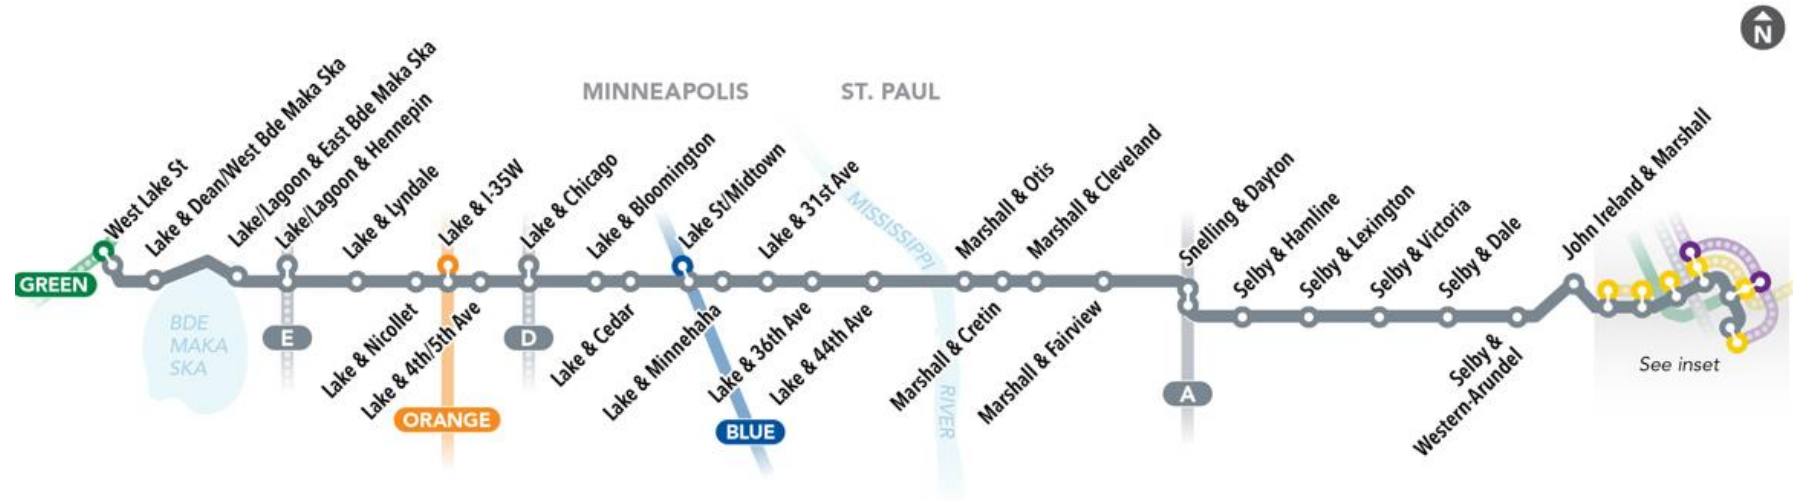 N
MINNEAPOLIS
ST. PAUL
West Lake St
Lake & Dean/West Bde Maka Ska
Lake/Lagoon & East Bde Maka Ska
Lake/Lagoon & Hennepin
Lake & Lyndale
Lake & I-35W
Lake & Chicago
Lake & Bloomington
Lake St/Midtown
Lake & 31st Ave
MISSISSIPPI
RIVER
Marshall & Otis
Marshall & Cleveland
Snelling & Dayton
Selby & Hamline
Selby & Lexington
Selby & Victoria
Selby & Dale
John Ireland & Marshall
GREEN
BDE
MAKA
SKA
E
Lake & Nicollet
Lake & 4th/5th Ave
ORANGE
D
Lake & Cedar
Lake & Minnehaha
BLUE
Lake & 36th Ave
Lake & 44th Ave
Marshall & Cretin
Marshall & Fairview
A
Selby &
Western-Arundel
See inset